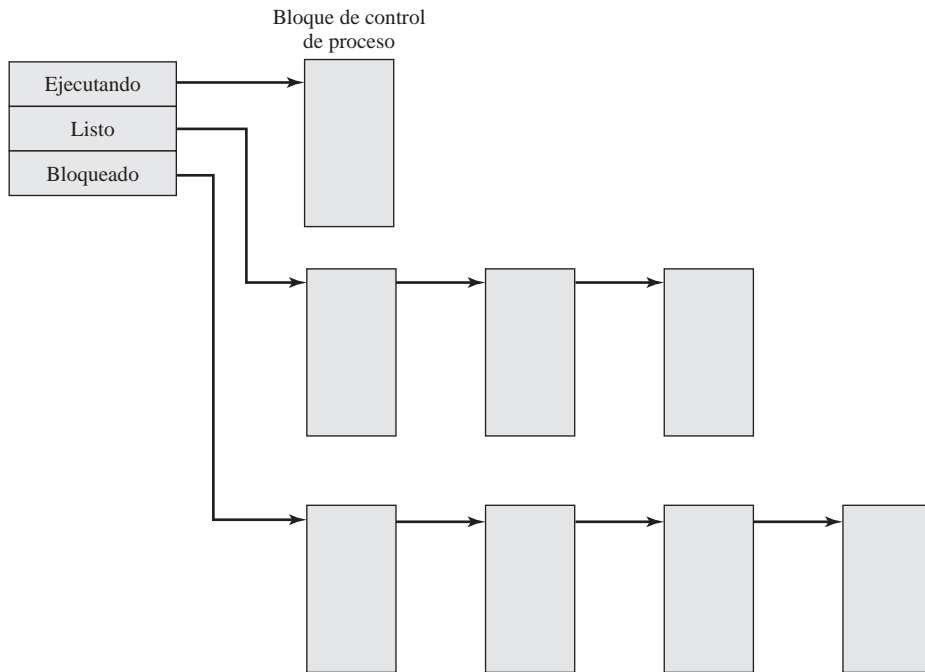 Bloque de control
de proceso
Ejecutando
Listo
Bloqueado